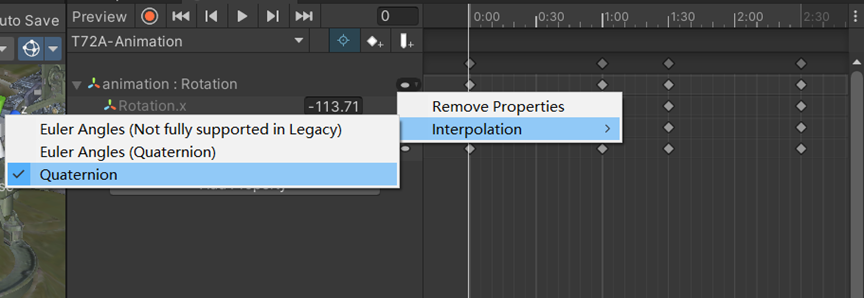 uto Save
Preview
0
0:00
0:30
1:00
1:30
2:00
2:30
T72A-Animation
animation : Rotation
Rotation.x
-113.71
Remove Properties
Interpolation
Euler Angles (Not fully supported in Legacy)
Euler Angles (Quaternion)
Quaternion